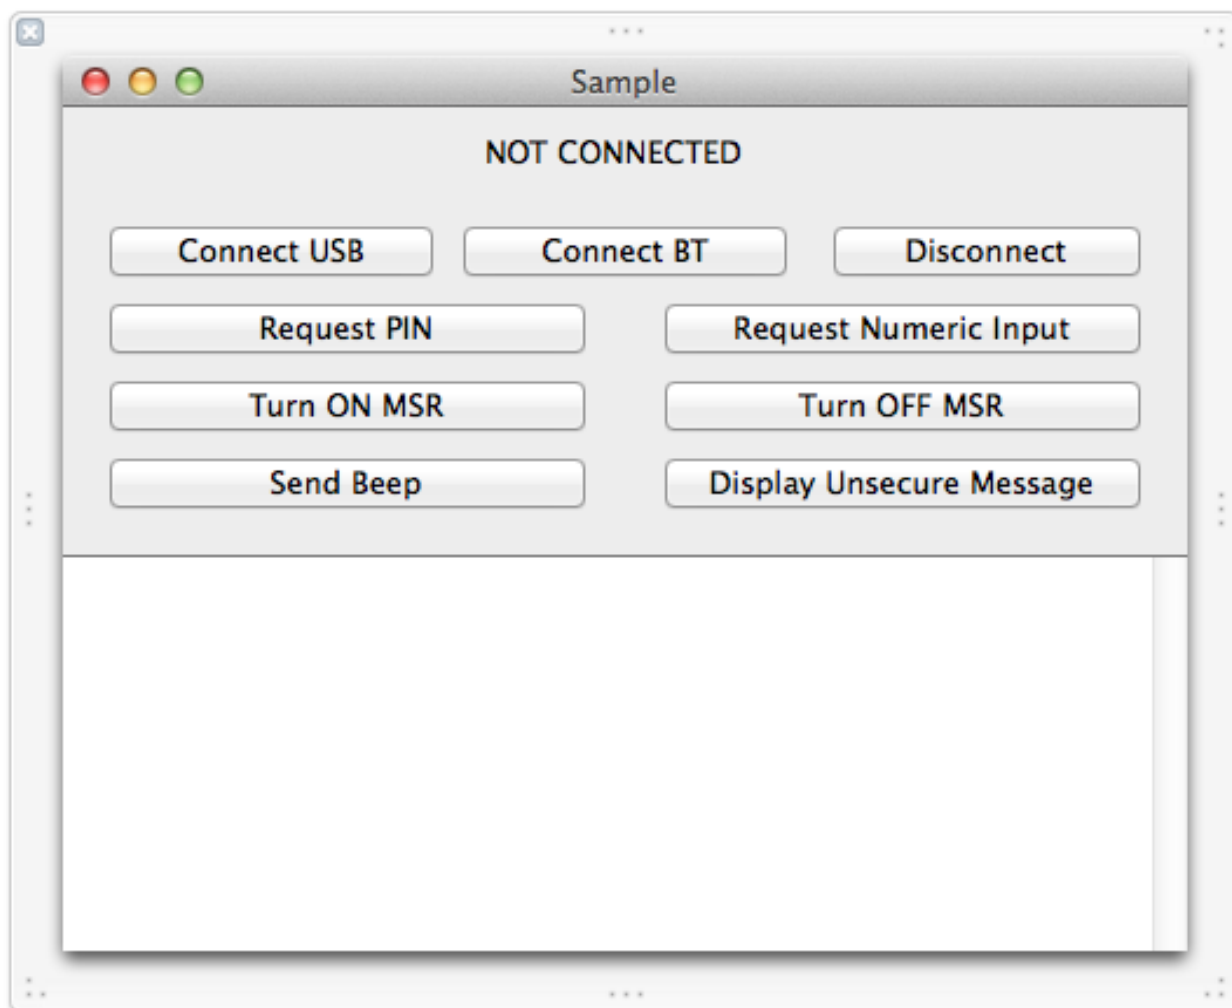 Sample
NOT CONNECTED
Connect USB Connect BT Disconnect
Request PIN Request Numeric Input
Turn ON MSR Turn OFF MSR
Send Beep Display Unsecure Message